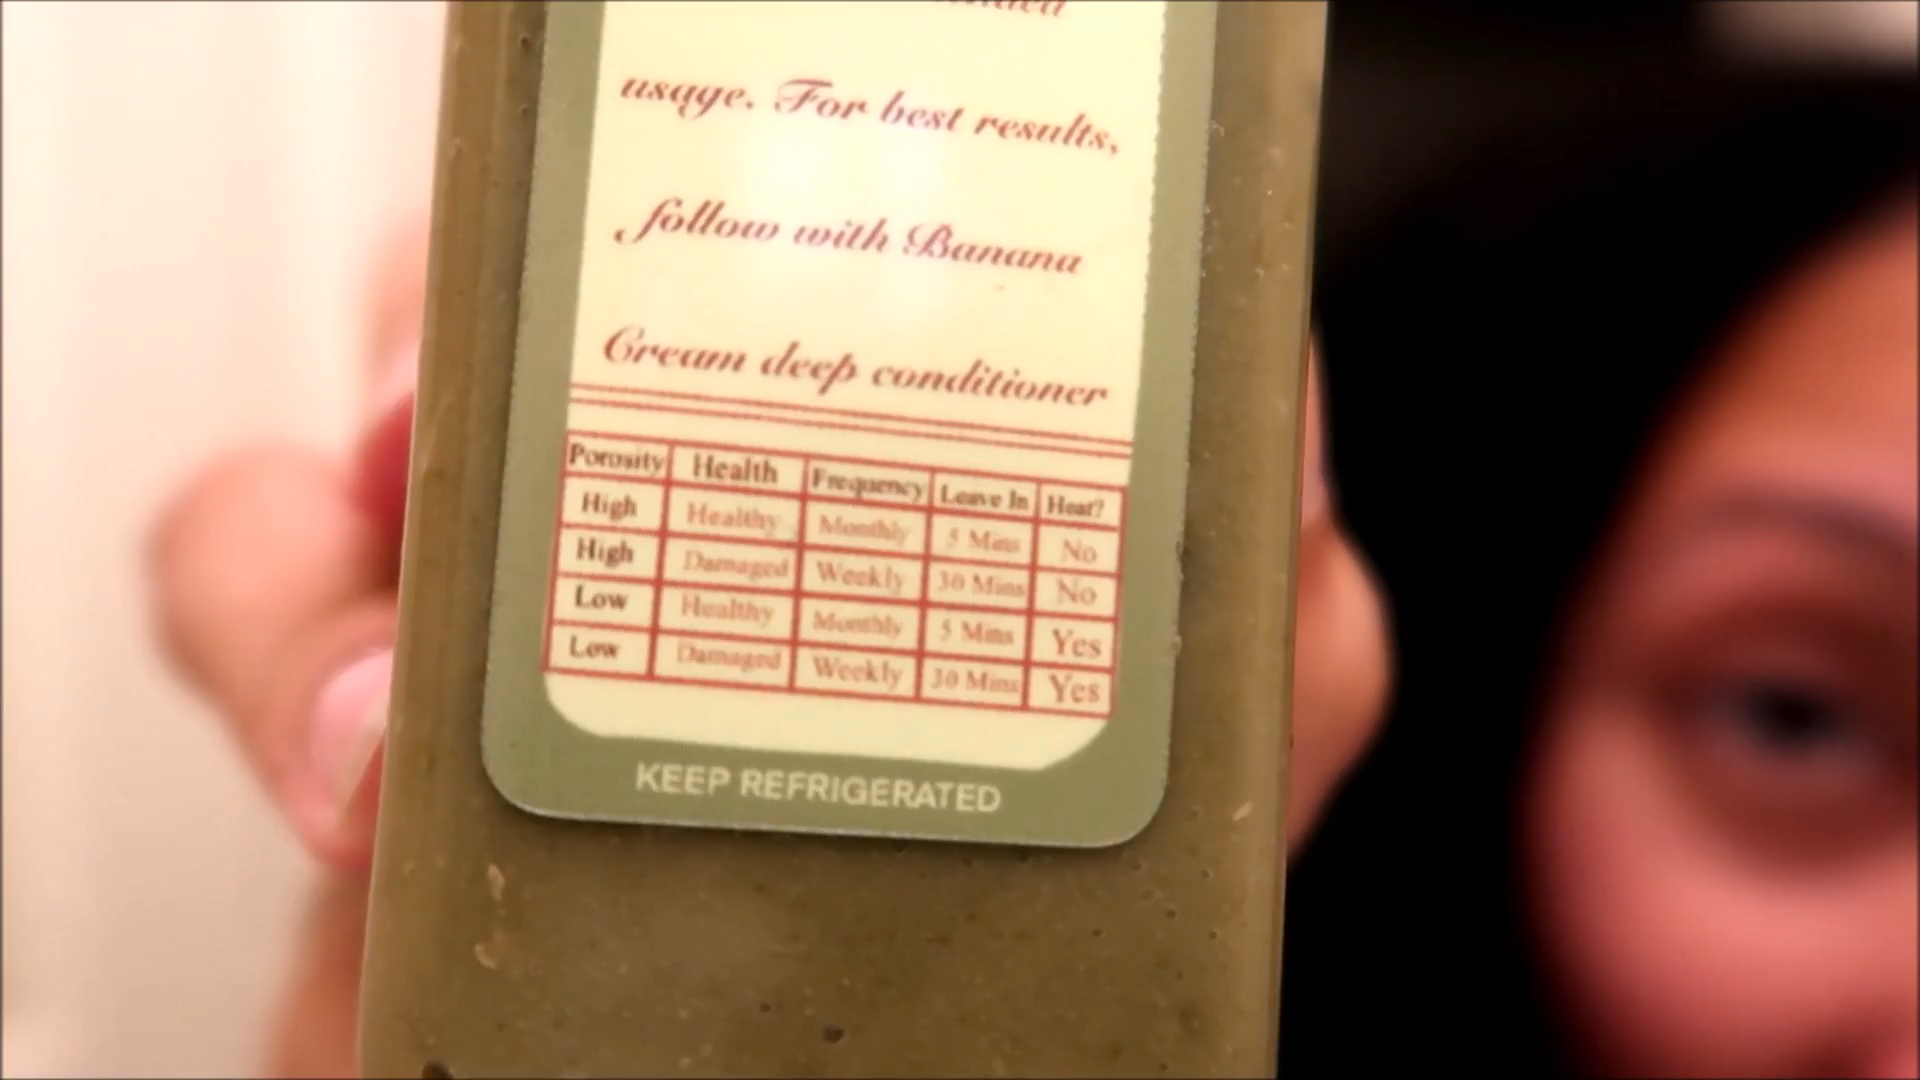 usage. For best results,
follow with Banana
Cream deep conditioner
Porosity Health Frequency Leave In Heat?
High Healthy Monthly 5 Mins No
High Damaged Weekly 30 Mins No
Low Healthy Monthly 5 Mins Yes
Low Damaged Weekly 30 Mins Yes
KEEP REFRIGERATED